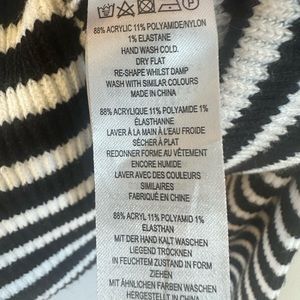 88% ACRYLIC 11% POLYAMIDE/NYLON
1% ELASTANE
HAND WASH COLD.
DRY FLAT
RE-SHAPE WHILST DAMP
WASH WITH SIMILAR COLOURS
MADE IN CHINA
88% ACRYLIQUE 11% POLYAMIDE 1%
ÉLASTHANNE
LAVER À LA MAIN À L'EAU FROIDE
SÉCHER À PLAT
REDONNER FORME AU VÊTEMENT
ENCORE HUMIDE
LAVER AVEC DES COULEURS
SIMILAIRES
FABRIQUÉ EN CHINE
88% ACRYL 11% POLYAMID 1%
ELASTHAN
MIT DER HAND KALT WASCHEN
LIEGEND TROCKNEN
IN FEUCHTEM ZUSTAND IN FORM
ZIEHEN
MIT ÄHNLICHEN FARBEN WASCHEN
HERGESTELLT IN CHINA